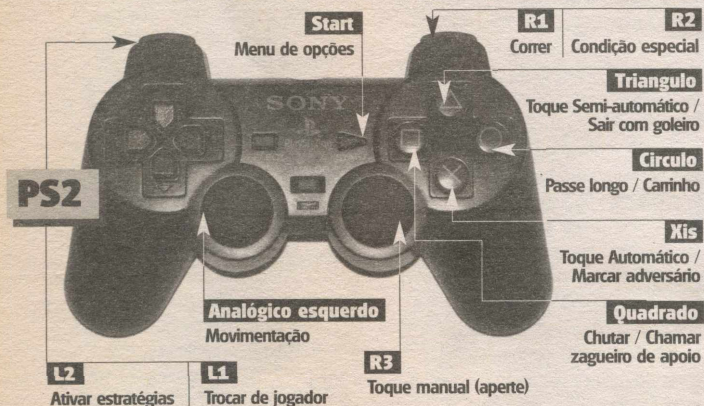 Start
Menu de opções
R1
Correr
R2
Condição especial
Triangulo
Toque Semi-automático /
Sair com goleiro
SONY
Circulo
Passe longo / Carrinho
PS2
Xis
Toque Automático /
Marcar adversário
Analógico esquerdo
Movimentação
Quadrado
Chutar / Chamar
zagueiro de apoio
L2
Ativar estratégias
L1
Trocar de jogador
R3
Toque manual (aperte)